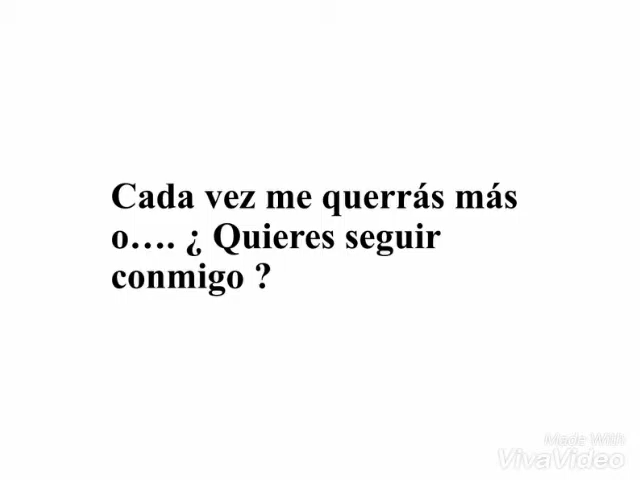 Cada vez me querrás más
o…. ¿ Quieres seguir
conmigo ?
Made With
VivaVideo